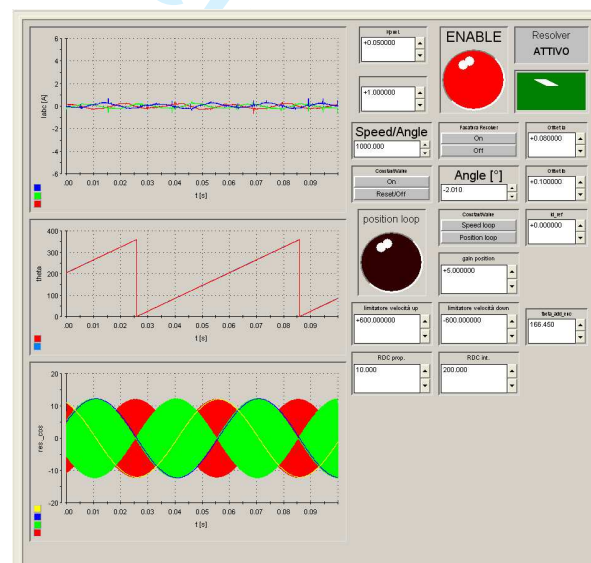 6
4
2
0
-2
-4
-6
Iabc [A]
.00 0.01 0.02 0.03 0.04 0.05 0.06 0.07 0.08 0.09
t [s]
400
300
200
100
0
theta
.00 0.01 0.02 0.03 0.04 0.05 0.06 0.07 0.08 0.09
t [s]
20
10
0
-10
-20
res._cos
.00 0.01 0.02 0.03 0.04 0.05 0.06 0.07 0.08 0.09
t [s]
+0.050000
ENABLE
Resolver
ATTIVO
+1.000000
Speed/Angle
1000.000
Fasatica Resolver
On
Off
Offset Ia
+0.080000
ConstantValue
On
Reset/Off
Angle [°]
-2.010
Offset Ib
+0.100000
position loop
ConstantValue
Speed loop
Position loop
id_ref
+0.000000
gain position
+5.000000
limitatore velocità up
+600.000000
limitatore velocità down
-600.000000
166.450
RDC prop.
10.000
RDC int.
200.000